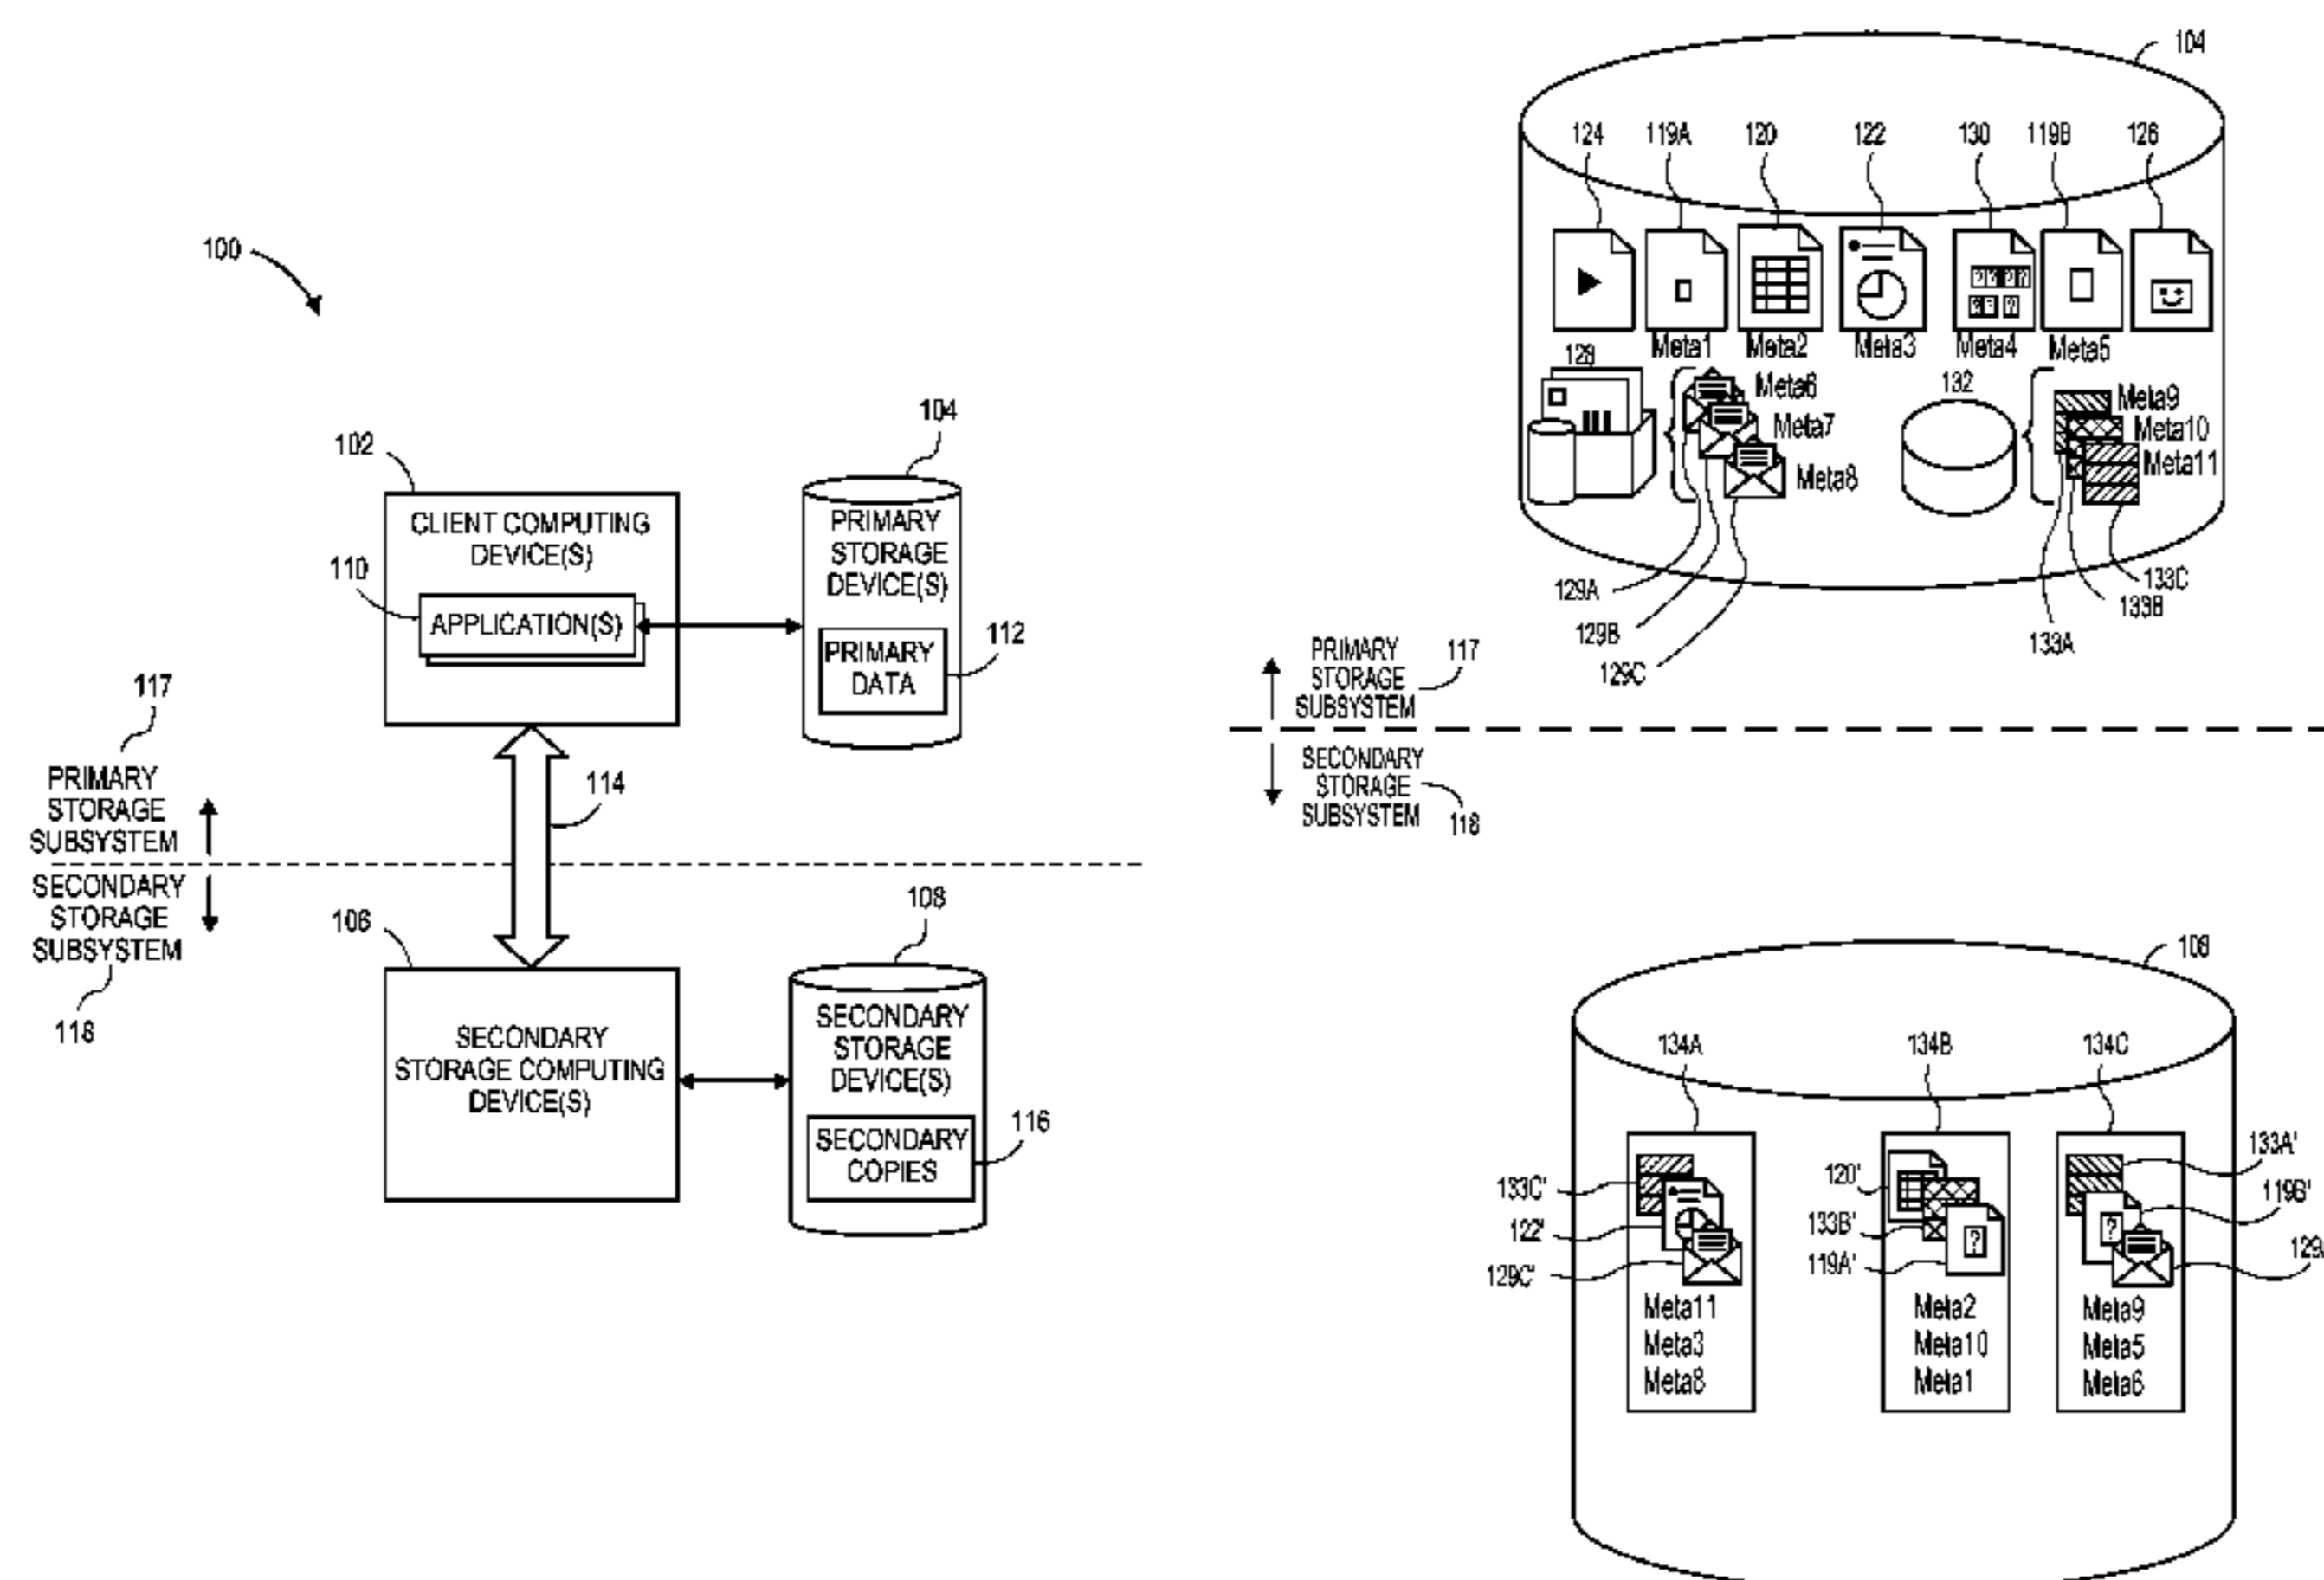 100
102
104
CLIENT COMPUTING
DEVICE(S)
110
APPLICATION(S)
PRIMARY
STORAGE
DEVICE(S)
PRIMARY
DATA
112
117
PRIMARY
STORAGE
SUBSYSTEM
114
SECONDARY
STORAGE
SUBSYSTEM
118
106
108
SECONDARY
STORAGE COMPUTING
DEVICE(S)
SECONDARY
STORAGE
DEVICE(S)
SECONDARY
COPIES
116
104
124 119A 120 122 130 119B 126
Meta1 Meta2 Meta3 Meta4 Meta5
128
132
Meta6
Meta7
Meta8
Meta9
Meta10
Meta11
129A
129B
129C
133A
133B
133C
PRIMARY
STORAGE
SUBSYSTEM
117
SECONDARY
STORAGE
SUBSYSTEM
118
108
134A 134B 134C
133C'
122'
129C'
Meta11
Meta3
Meta8
120'
133B'
119A'
?
Meta2
Meta10
Meta1
133A'
119B'
?
Meta9
Meta5
Meta6